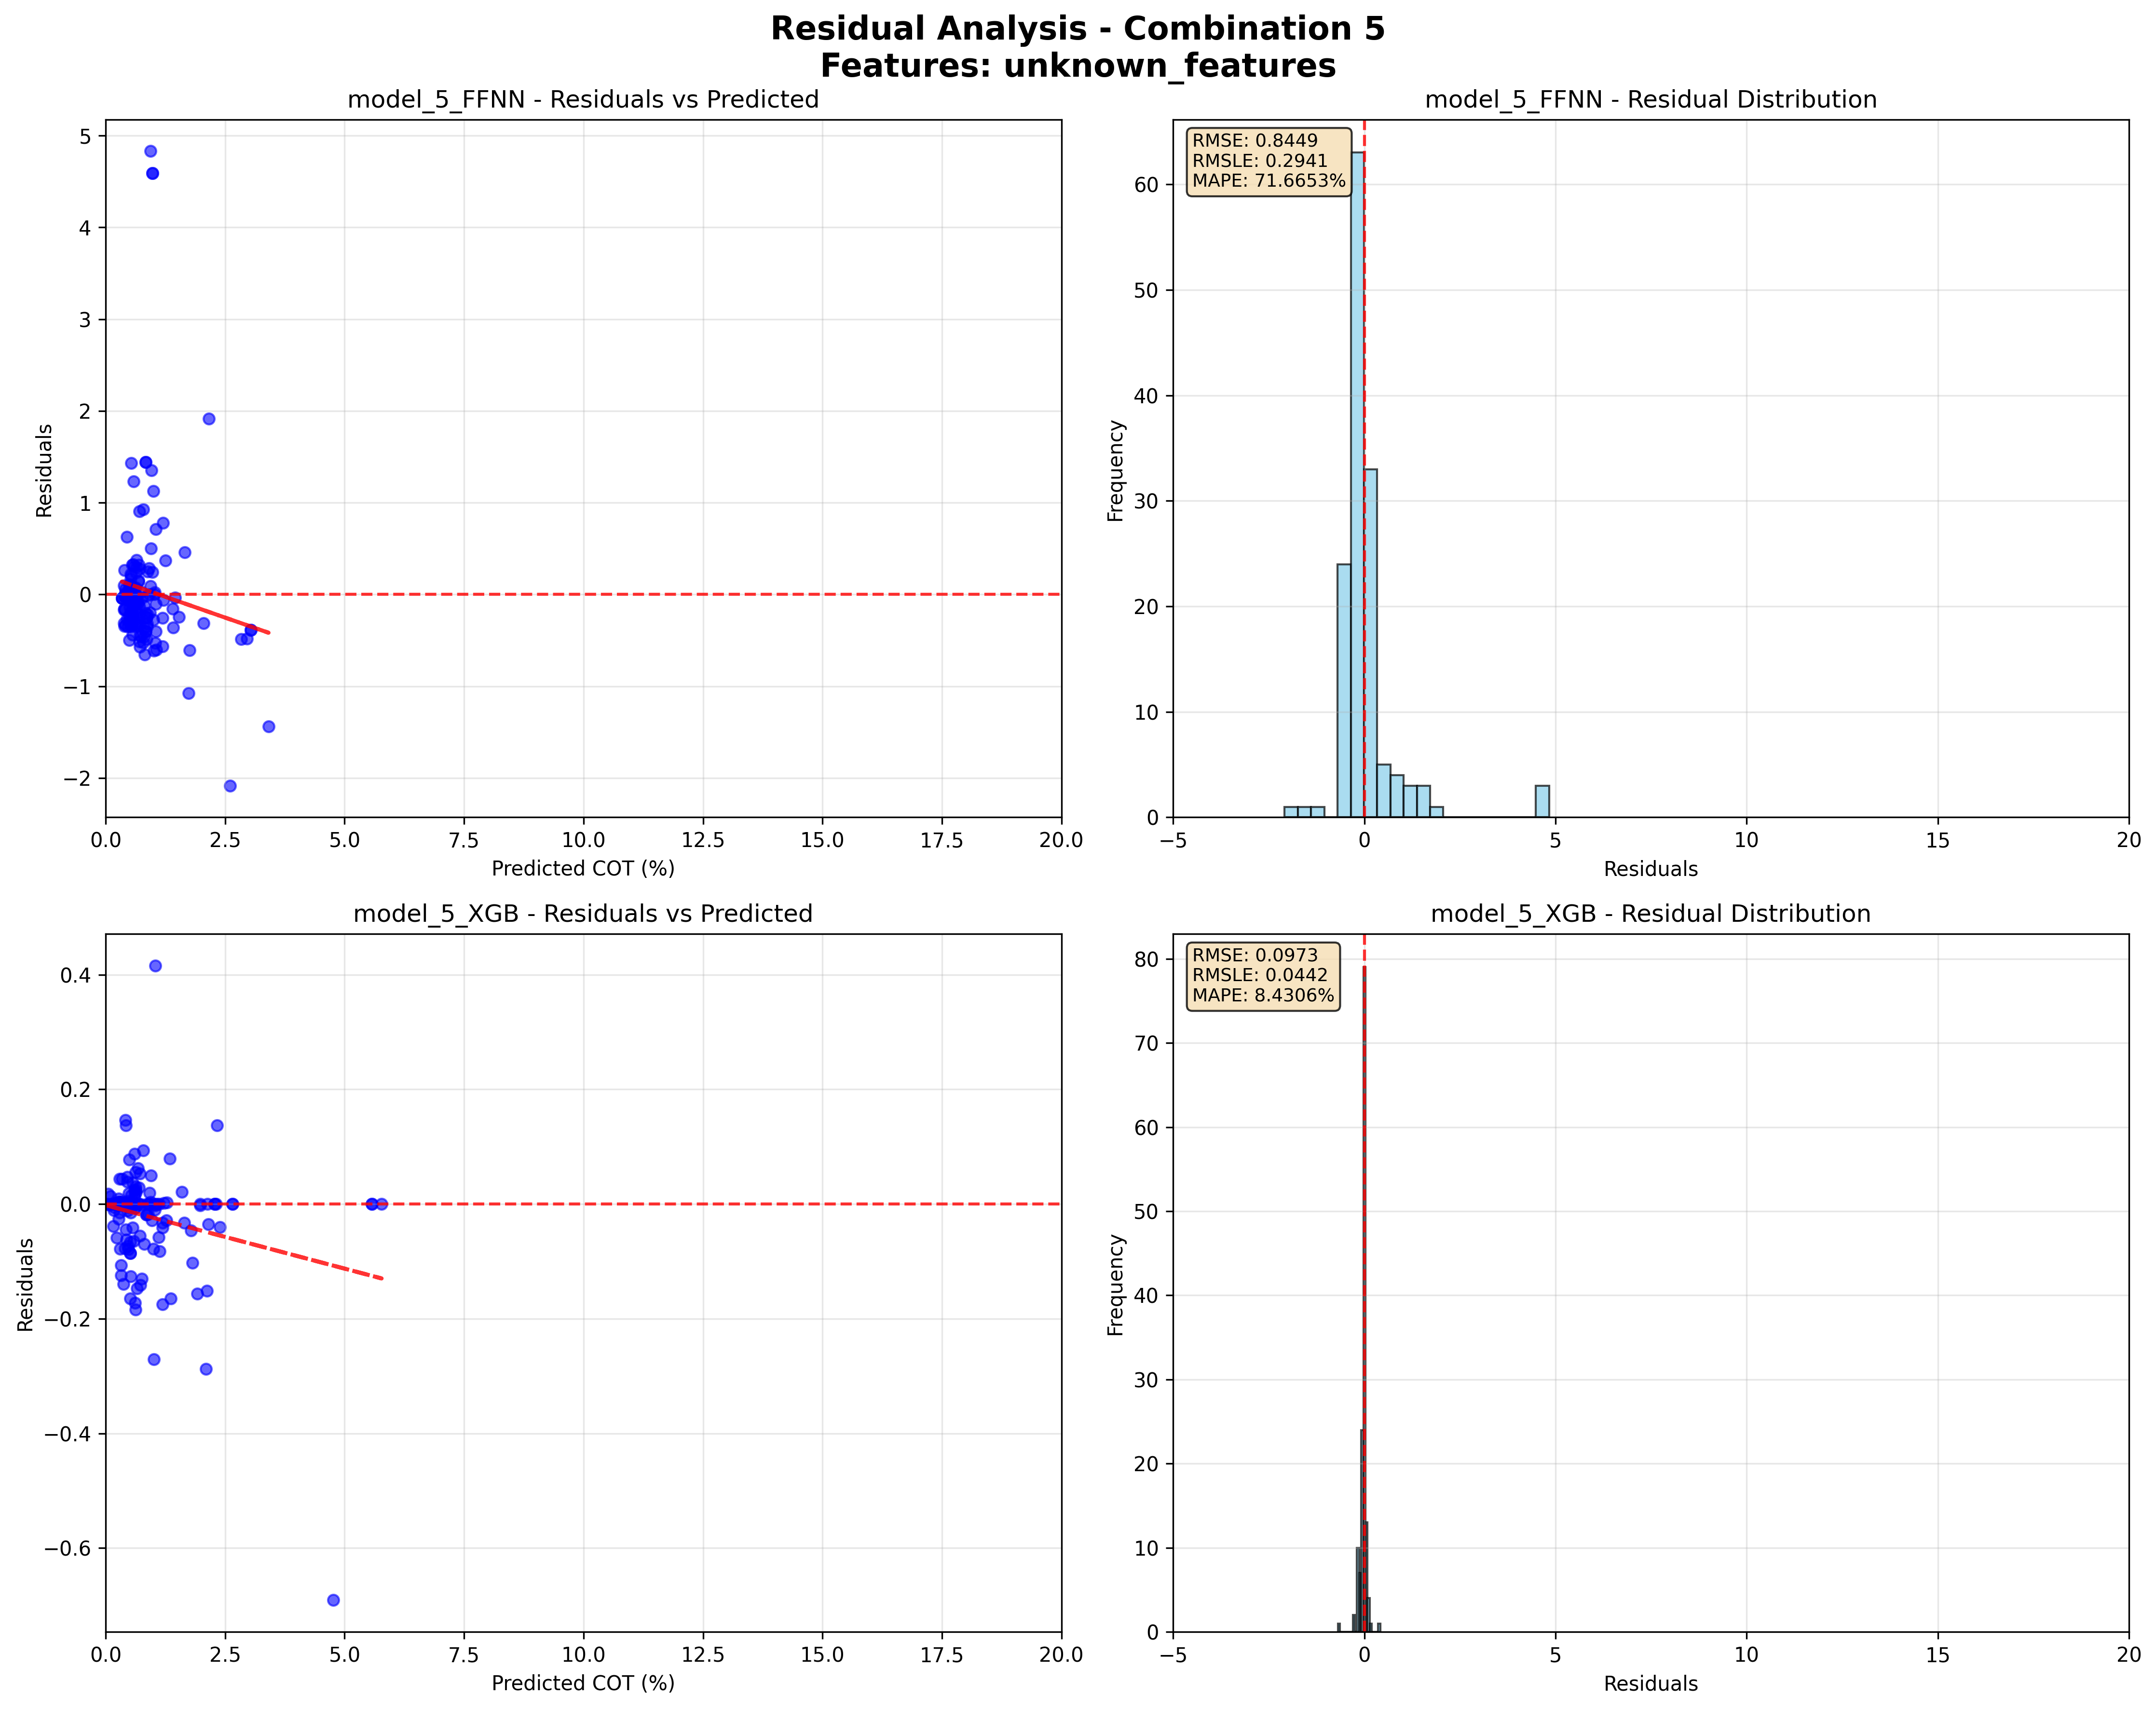 Residual Analysis - Combination 5
Features: unknown_features
model_5_FFNN - Residuals vs Predicted
5
4
3
2
1
0
−1
−2
Residuals
0.0 2.5 5.0 7.5 10.0 12.5 15.0 17.5 20.0
Predicted COT (%)
model_5_FFNN - Residual Distribution
RMSE: 0.8449
RMSLE: 0.2941
MAPE: 71.6653%
60
50
40
30
20
10
0
Frequency
−5 0 5 10 15 20
Residuals
model_5_XGB - Residuals vs Predicted
0.4
0.2
0.0
−0.2
−0.4
−0.6
Residuals
0.0 2.5 5.0 7.5 10.0 12.5 15.0 17.5 20.0
Predicted COT (%)
model_5_XGB - Residual Distribution
RMSE: 0.0973
RMSLE: 0.0442
MAPE: 8.4306%
80
70
60
50
40
30
20
10
0
Frequency
−5 0 5 10 15 20
Residuals